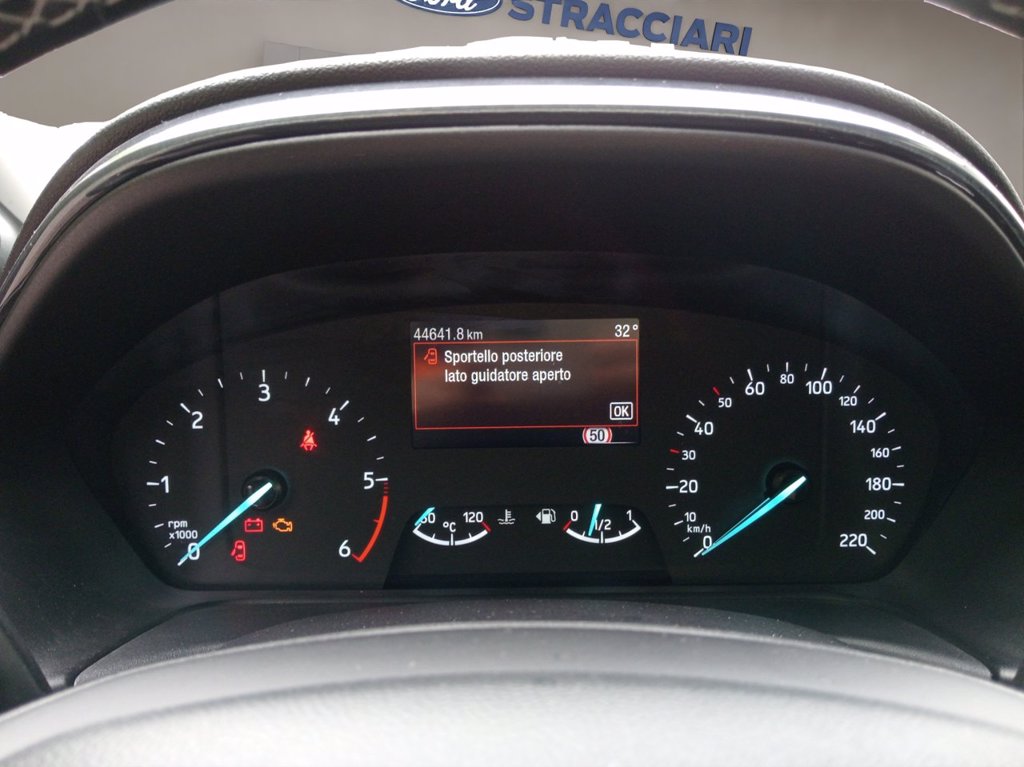 Ford STRACCIARI
44641.8 km 32°
Sportello posteriore
lato guidatore aperto
OK
50
0 1 2 3 4 5 6
rpm
x1000
°C 120
0 1/2 1
0 10 20 30 40 50 60 80 100 120 140 160 180 200 220
km/h